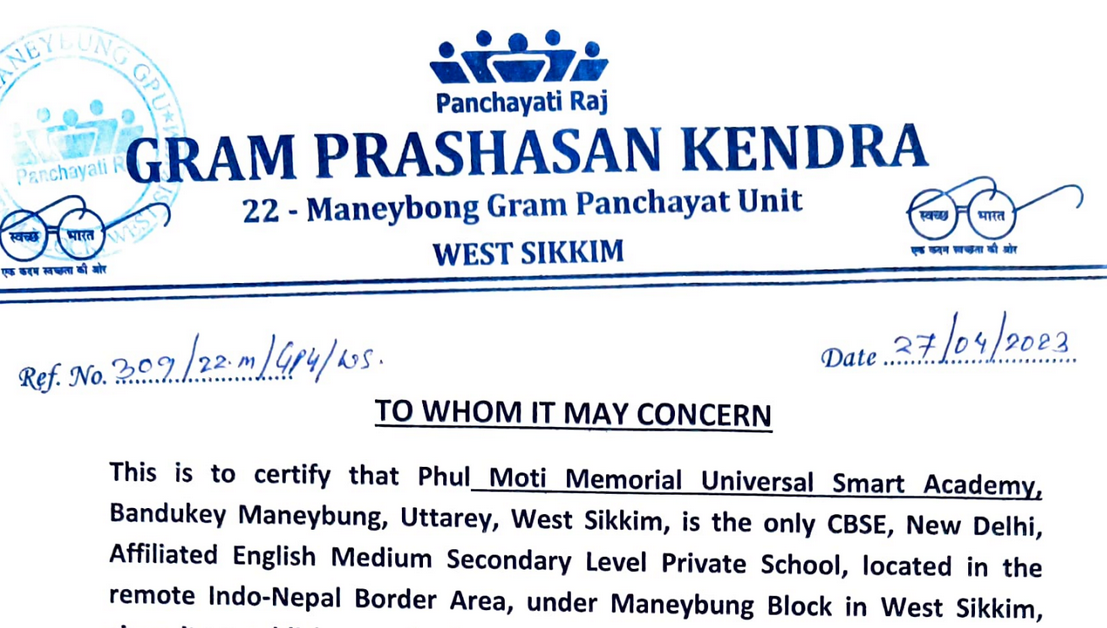 MANEYBUNG GPU
Panchayati Raj
Panchayati R
GRAM PRASHASAN KENDRA
22 - Maneybong Gram Panchayat Unit
WEST SIKKIM
स्वच्छ भारत
एक कदम स्वच्छता की ओर
स्वच्छ भारत
एक कदम स्वच्छता की ओर
Ref. No. 309/22.m/GPU/WS.
Date 27/04/2023
TO WHOM IT MAY CONCERN
This is to certify that Phul Moti Memorial Universal Smart Academy,
Bandukey Maneybung, Uttarey, West Sikkim, is the only CBSE, New Delhi,
Affiliated English Medium Secondary Level Private School, located in the
remote Indo-Nepal Border Area, under Maneybung Block in West Sikkim,